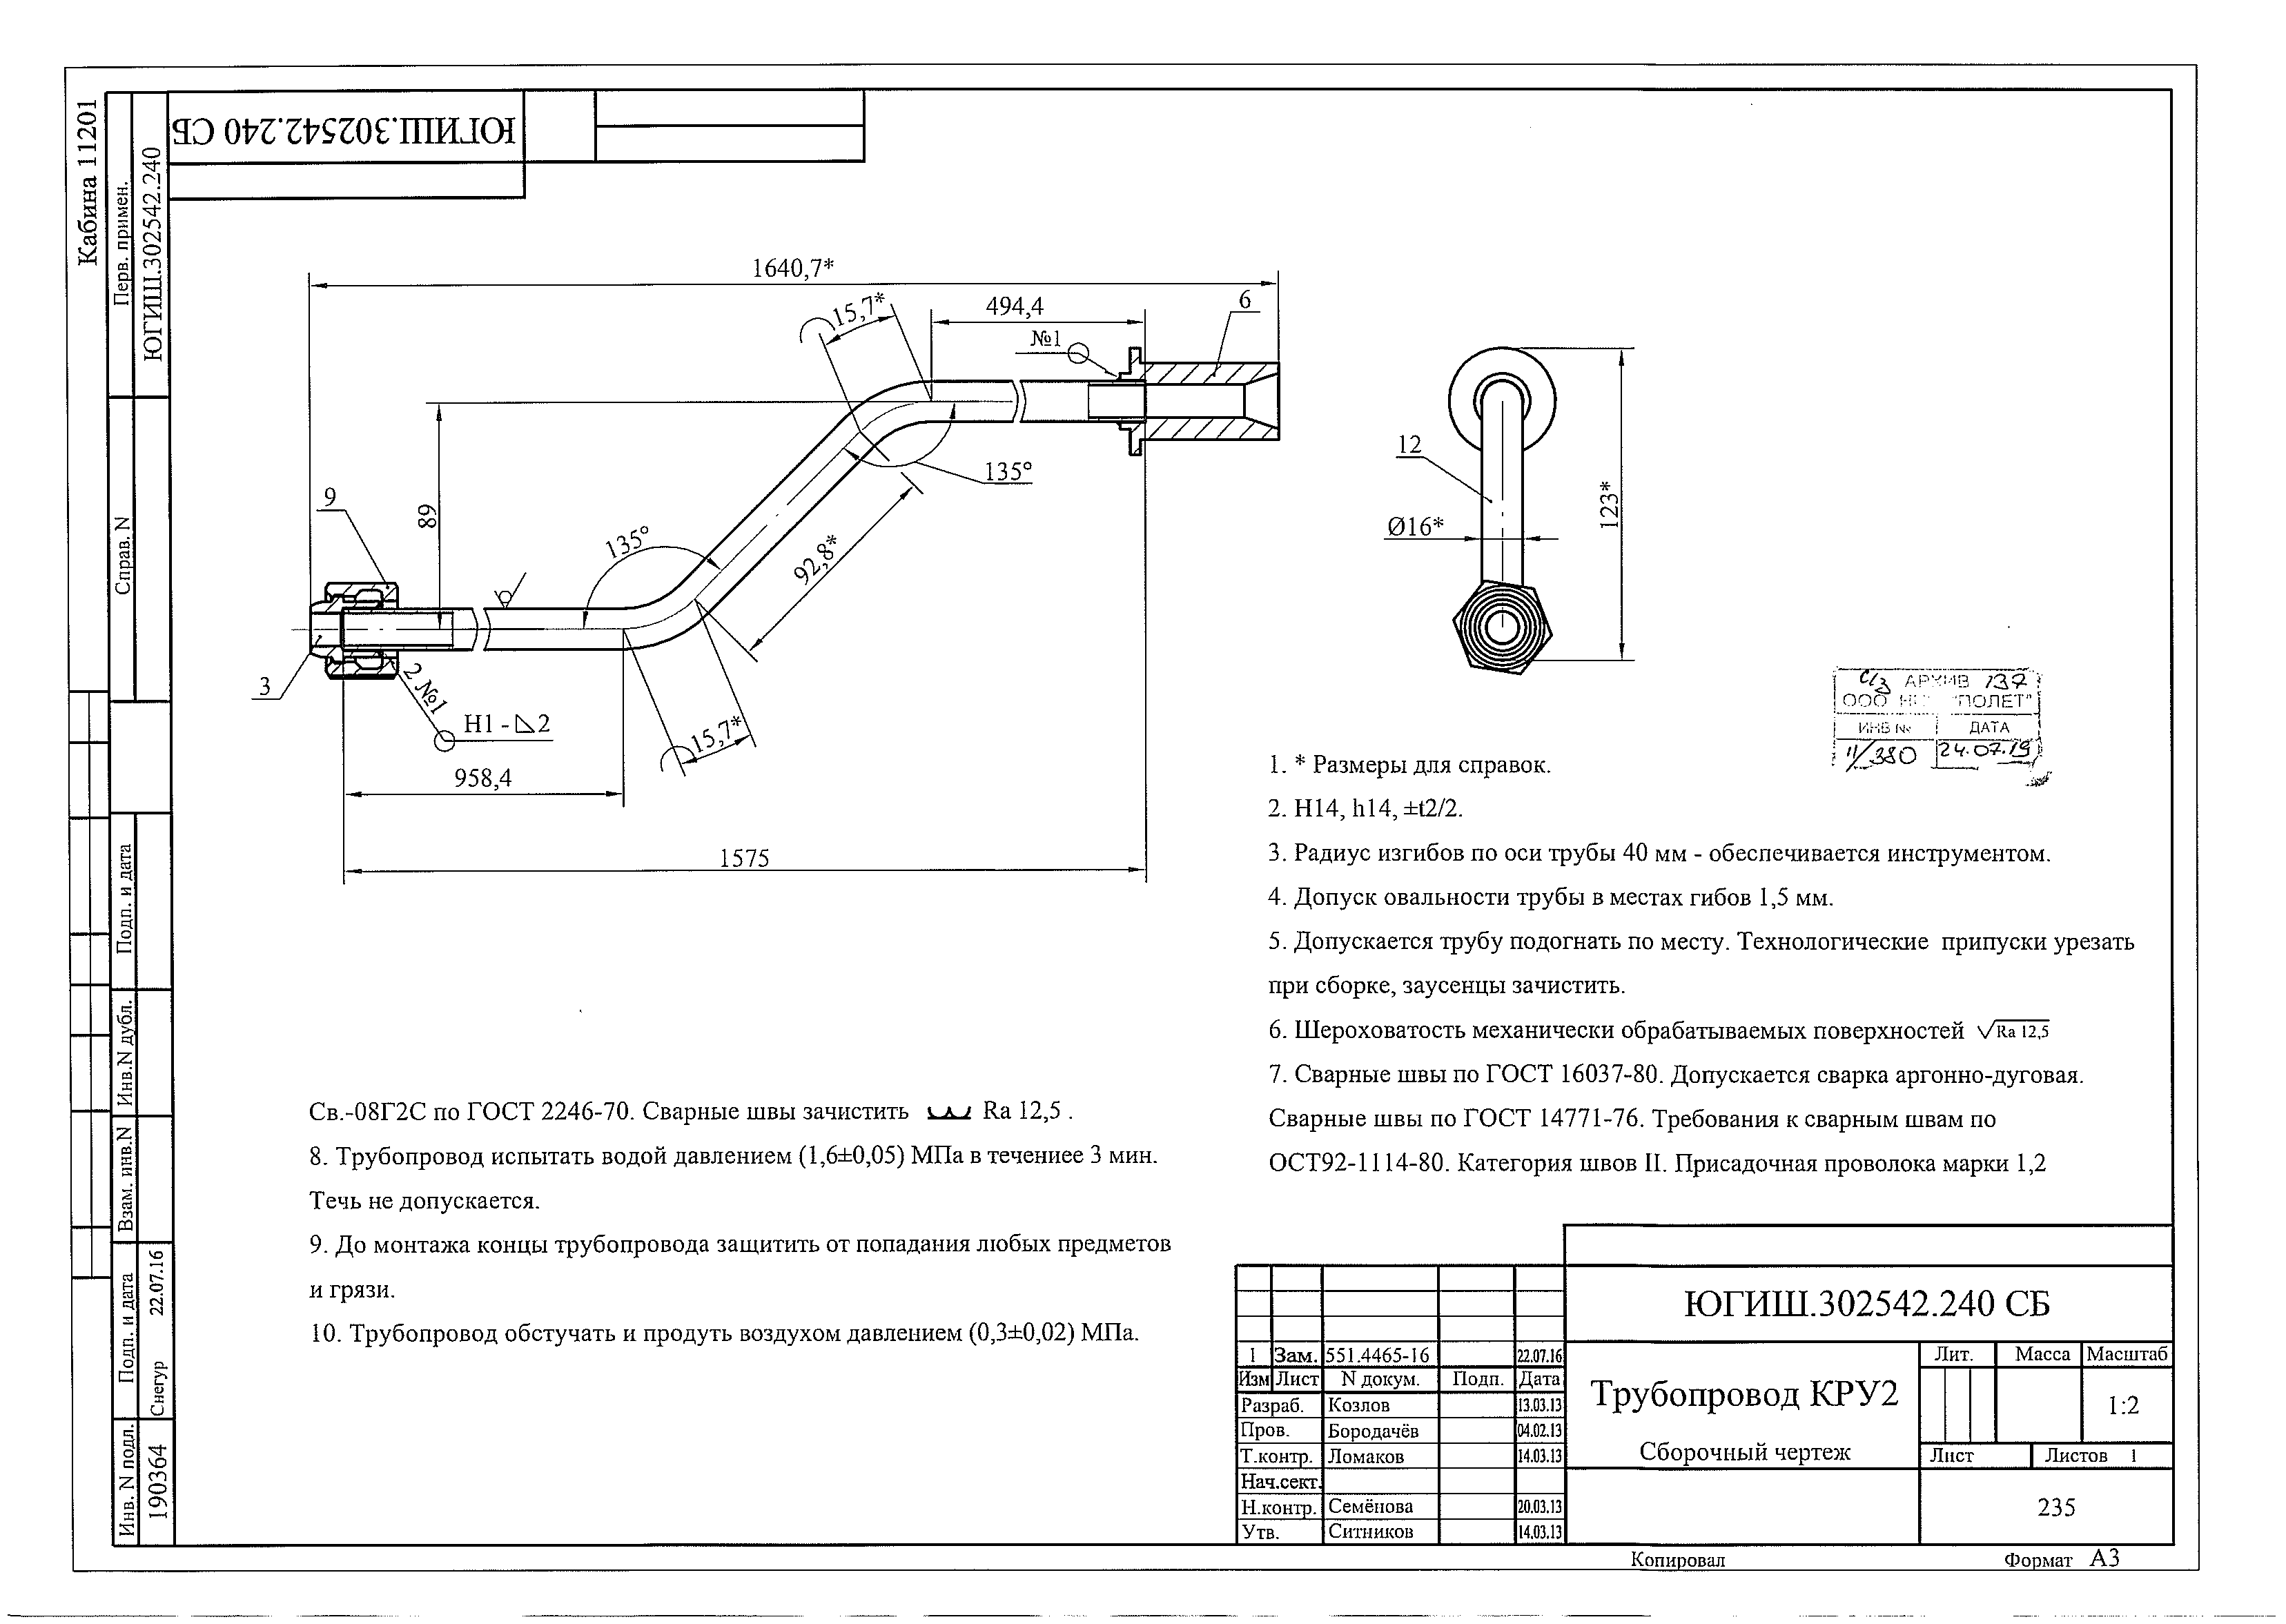 Кабина 11201
Перв. примен.
ЮГИШ.302542.240
Справ. N
Подп. и дата
Инв.N дубл.
Взам. инв.N
Подп. и дата
Снегур 22.07.16
Инв. N подл.
190364
ЮГИШ.302542.240 СБ
1640,7*
15,7*
494,4
№1
6
135°
89
9
135°
92,8*
3
2 №1
Н1 - ⊿2
15,7*
958,4
1575
12
Ø16*
123*
с/з АРХИВ 137
ООО "ПОЛЕТ"
ИНВ № ДАТА
11/380 24.07.19
1. * Размеры для справок.
2. Н14, h14, ±t2/2.
3. Радиус изгибов по оси трубы 40 мм - обеспечивается инструментом.
4. Допуск овальности трубы в местах гибов 1,5 мм.
5. Допускается трубу подогнать по месту. Технологические припуски урезать
при сборке, заусенцы зачистить.
6. Шероховатость механически обрабатываемых поверхностей √Ra 12,5
7. Сварные швы по ГОСТ 16037-80. Допускается сварка аргонно-дуговая.
Сварные швы по ГОСТ 14771-76. Требования к сварным швам по
ОСТ92-1114-80. Категория швов II. Присадочная проволока марки 1,2
Св.-08Г2С по ГОСТ 2246-70. Сварные швы зачистить Ra 12,5 .
8. Трубопровод испытать водой давлением (1,6±0,05) МПа в течениее 3 мин.
Течь не допускается.
9. До монтажа концы трубопровода защитить от попадания любых предметов
и грязи.
10. Трубопровод обстучать и продуть воздухом давлением (0,3±0,02) МПа.
ЮГИШ.302542.240 СБ
1 Зам. 551.4465-16 22.07.16
Изм Лист N докум. Подп. Дата
Разраб. Козлов 13.03.13
Пров. Бородачёв 04.02.13
Т.контр. Ломаков 14.03.13
Нач.сект.
Н.контр. Семёнова 20.03.13
Утв. Ситников 14.03.13
Трубопровод КРУ2
Сборочный чертеж
Лит. Масса Масштаб
1:2
Лист Листов 1
235
Копировал Формат А3